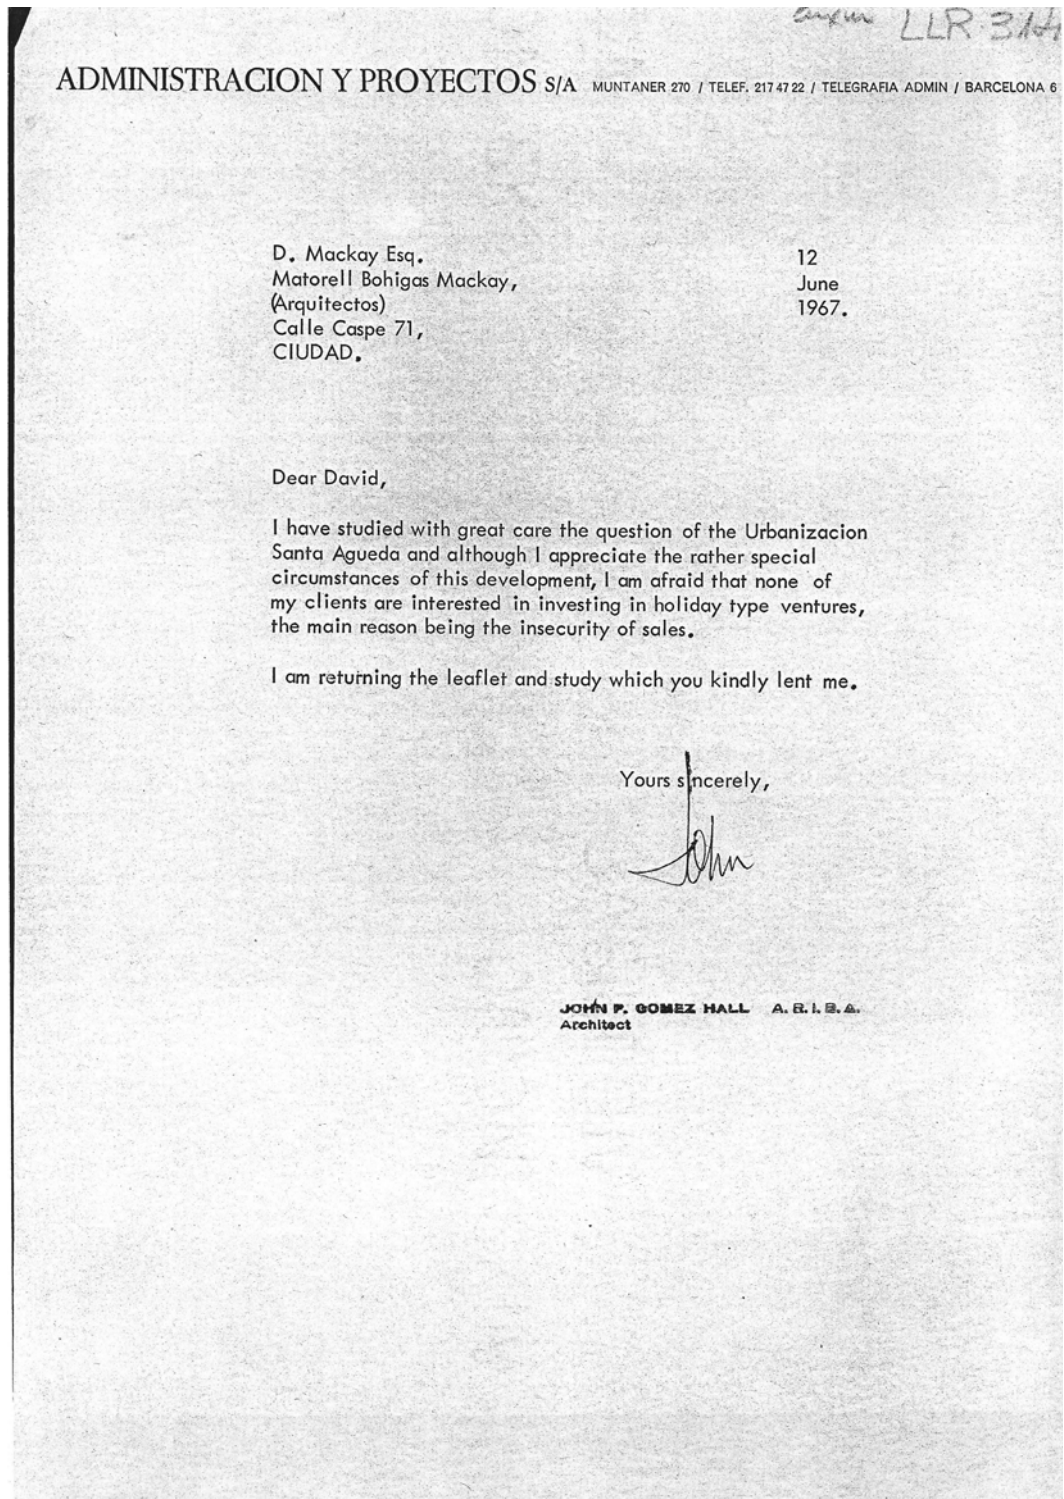 LLR.314
ADMINISTRACION Y PROYECTOS S/A MUNTANER 270 / TELEF. 217 47 22 / TELEGRAFIA ADMIN / BARCELONA 6
D. Mackay Esq.
Matorell Bohigas Mackay,
(Arquitectos)
Calle Caspe 71,
CIUDAD.
12
June
1967.
Dear David,
I have studied with great care the question of the Urbanizacion
Santa Agueda and although I appreciate the rather special
circumstances of this development, I am afraid that none of
my clients are interested in investing in holiday type ventures,
the main reason being the insecurity of sales.
I am returning the leaflet and study which you kindly lent me.
Yours sincerely,
John
JOHN P. GOMEZ HALL A.R.I.B.A.
Architect